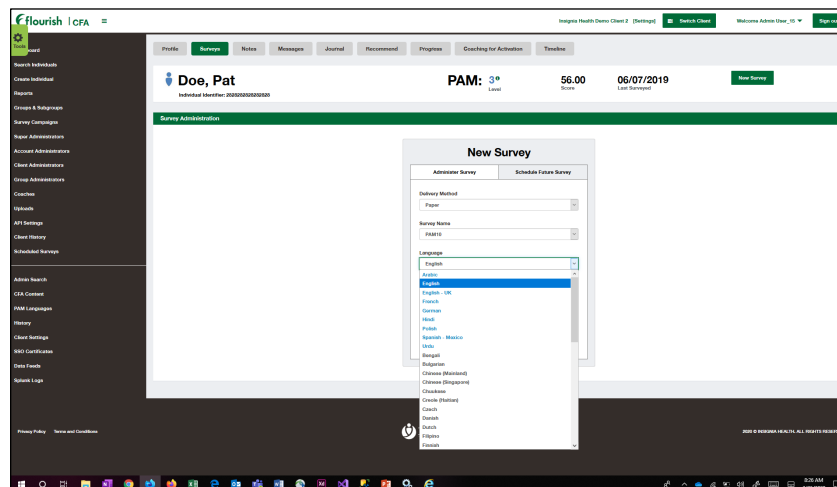 flourish | CFA
Insignia Health Demo Client 2 [Settings]
Switch Client
Welcome Admin User_15
Sign ou
Tools
oard
Search Individuals
Create Individual
Reports
Groups & Subgroups
Survey Campaigns
Super Administrators
Account Administrators
Client Administrators
Group Administrators
Coaches
Uploads
API Settings
Client History
Scheduled Surveys
Admin Search
CFA Content
PAM Languages
History
Client Settings
SSO Certificates
Data Feeds
Splunk Logs
Profile Surveys Notes Messages Journal Recommend Progress Coaching for Activation Timeline
Doe, Pat
Individual Identifier: 2828282828282828
PAM: 3
Level
56.00
Score
06/07/2019
Last Surveyed
New Survey
Survey Administration
New Survey
Administer Survey Schedule Future Survey
Delivery Method
Paper
Survey Name
PAM10
Language
English
Arabic
English
English - UK
French
German
Hindi
Polish
Spanish - Mexico
Urdu
Bengali
Bulgarian
Chinese (Mainland)
Chinese (Singapore)
Chuukese
Creole (Haitian)
Czech
Danish
Dutch
Filipino
Finnish
Privacy Policy Terms and Conditions
2020 © INSIGNIA HEALTH. ALL RIGHTS RESER
8:26 AM